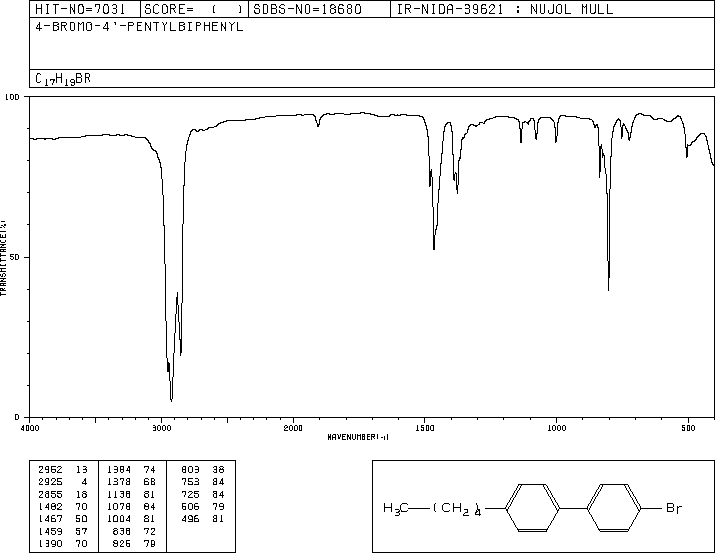 HIT-NO=7031 SCORE= ( ) SDBS-NO=18680 IR-NIDA-39621 : NUJOL MULL
4-BROMO-4'-PENTYLBIPHENYL
C17H19BR
100
50
0
TRANSMITTANCE(%)
4000 3000 2000 1500 1000 500
WAVENUMBER(-1)
2962 13 1384 74 803 38
2925 4 1378 68 753 84
2855 18 1138 81 725 84
1482 70 1078 84 506 79
1467 50 1004 81 496 81
1459 57 838 72
1390 70 826 79
H3C (CH2)4 Br